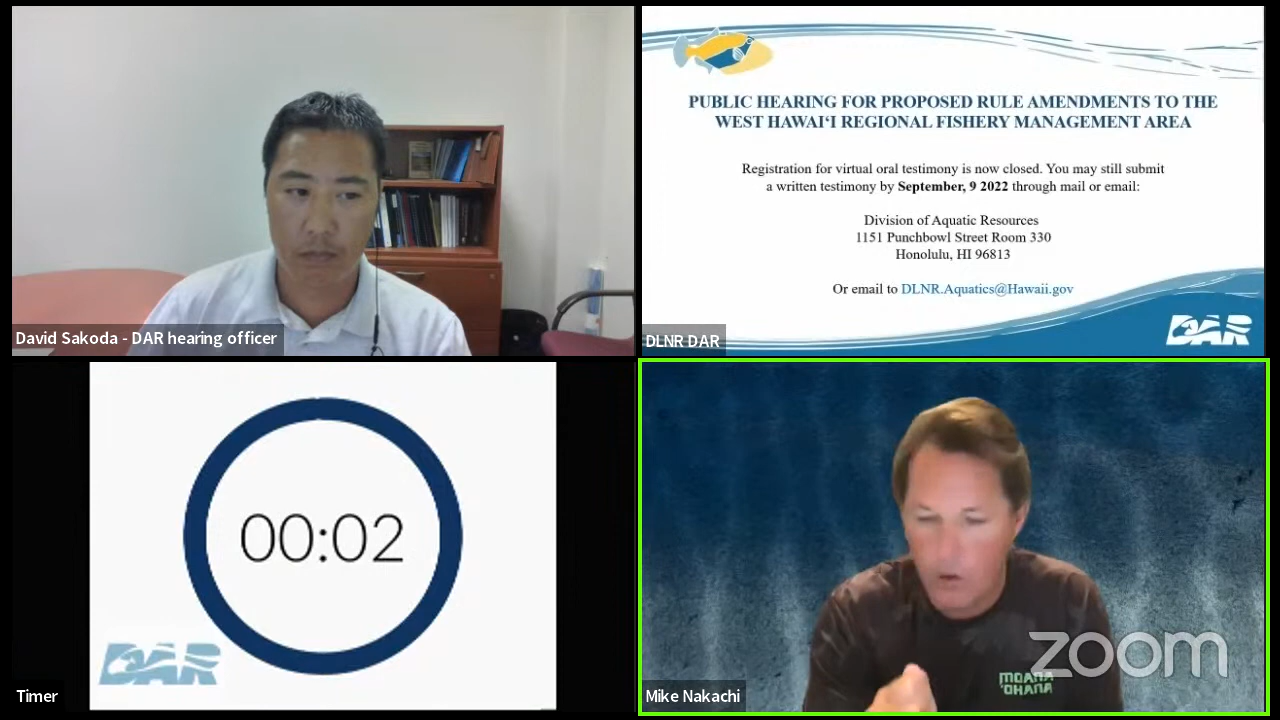 PUBLIC HEARING FOR PROPOSED RULE AMENDMENTS TO THE
WEST HAWAI‘I REGIONAL FISHERY MANAGEMENT AREA
Registration for virtual oral testimony is now closed. You may still submit
a written testimony by September, 9 2022 through mail or email:
Division of Aquatic Resources
1151 Punchbowl Street Room 330
Honolulu, HI 96813
Or email to DLNR.Aquatics@Hawaii.gov
DAR
David Sakoda - DAR hearing officer
DLNR DAR
00:02
DAR
Timer
MOANA
'OHANA
zoom
Mike Nakachi